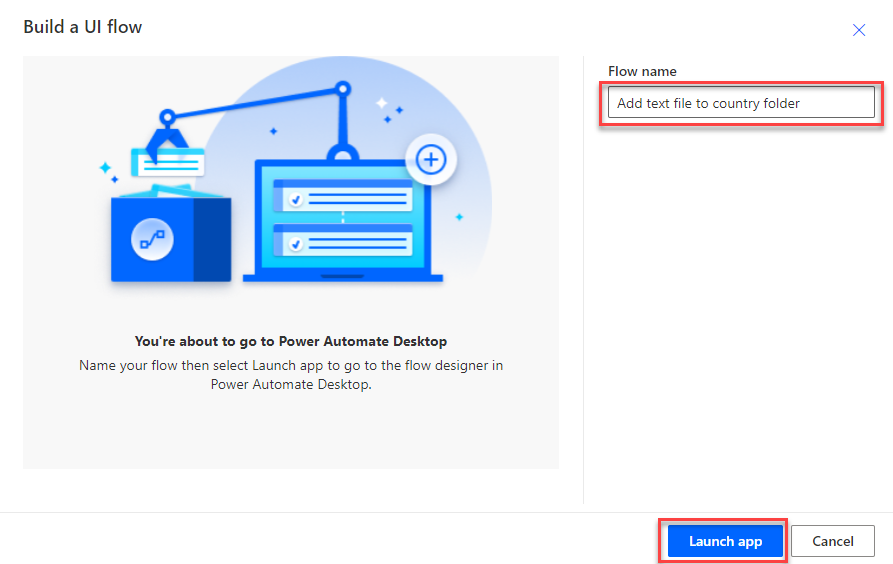 Build a UI flow
You're about to go to Power Automate Desktop
Name your flow then select Launch app to go to the flow designer in
Power Automate Desktop.
Flow name
Add text file to country folder
Launch app
Cancel